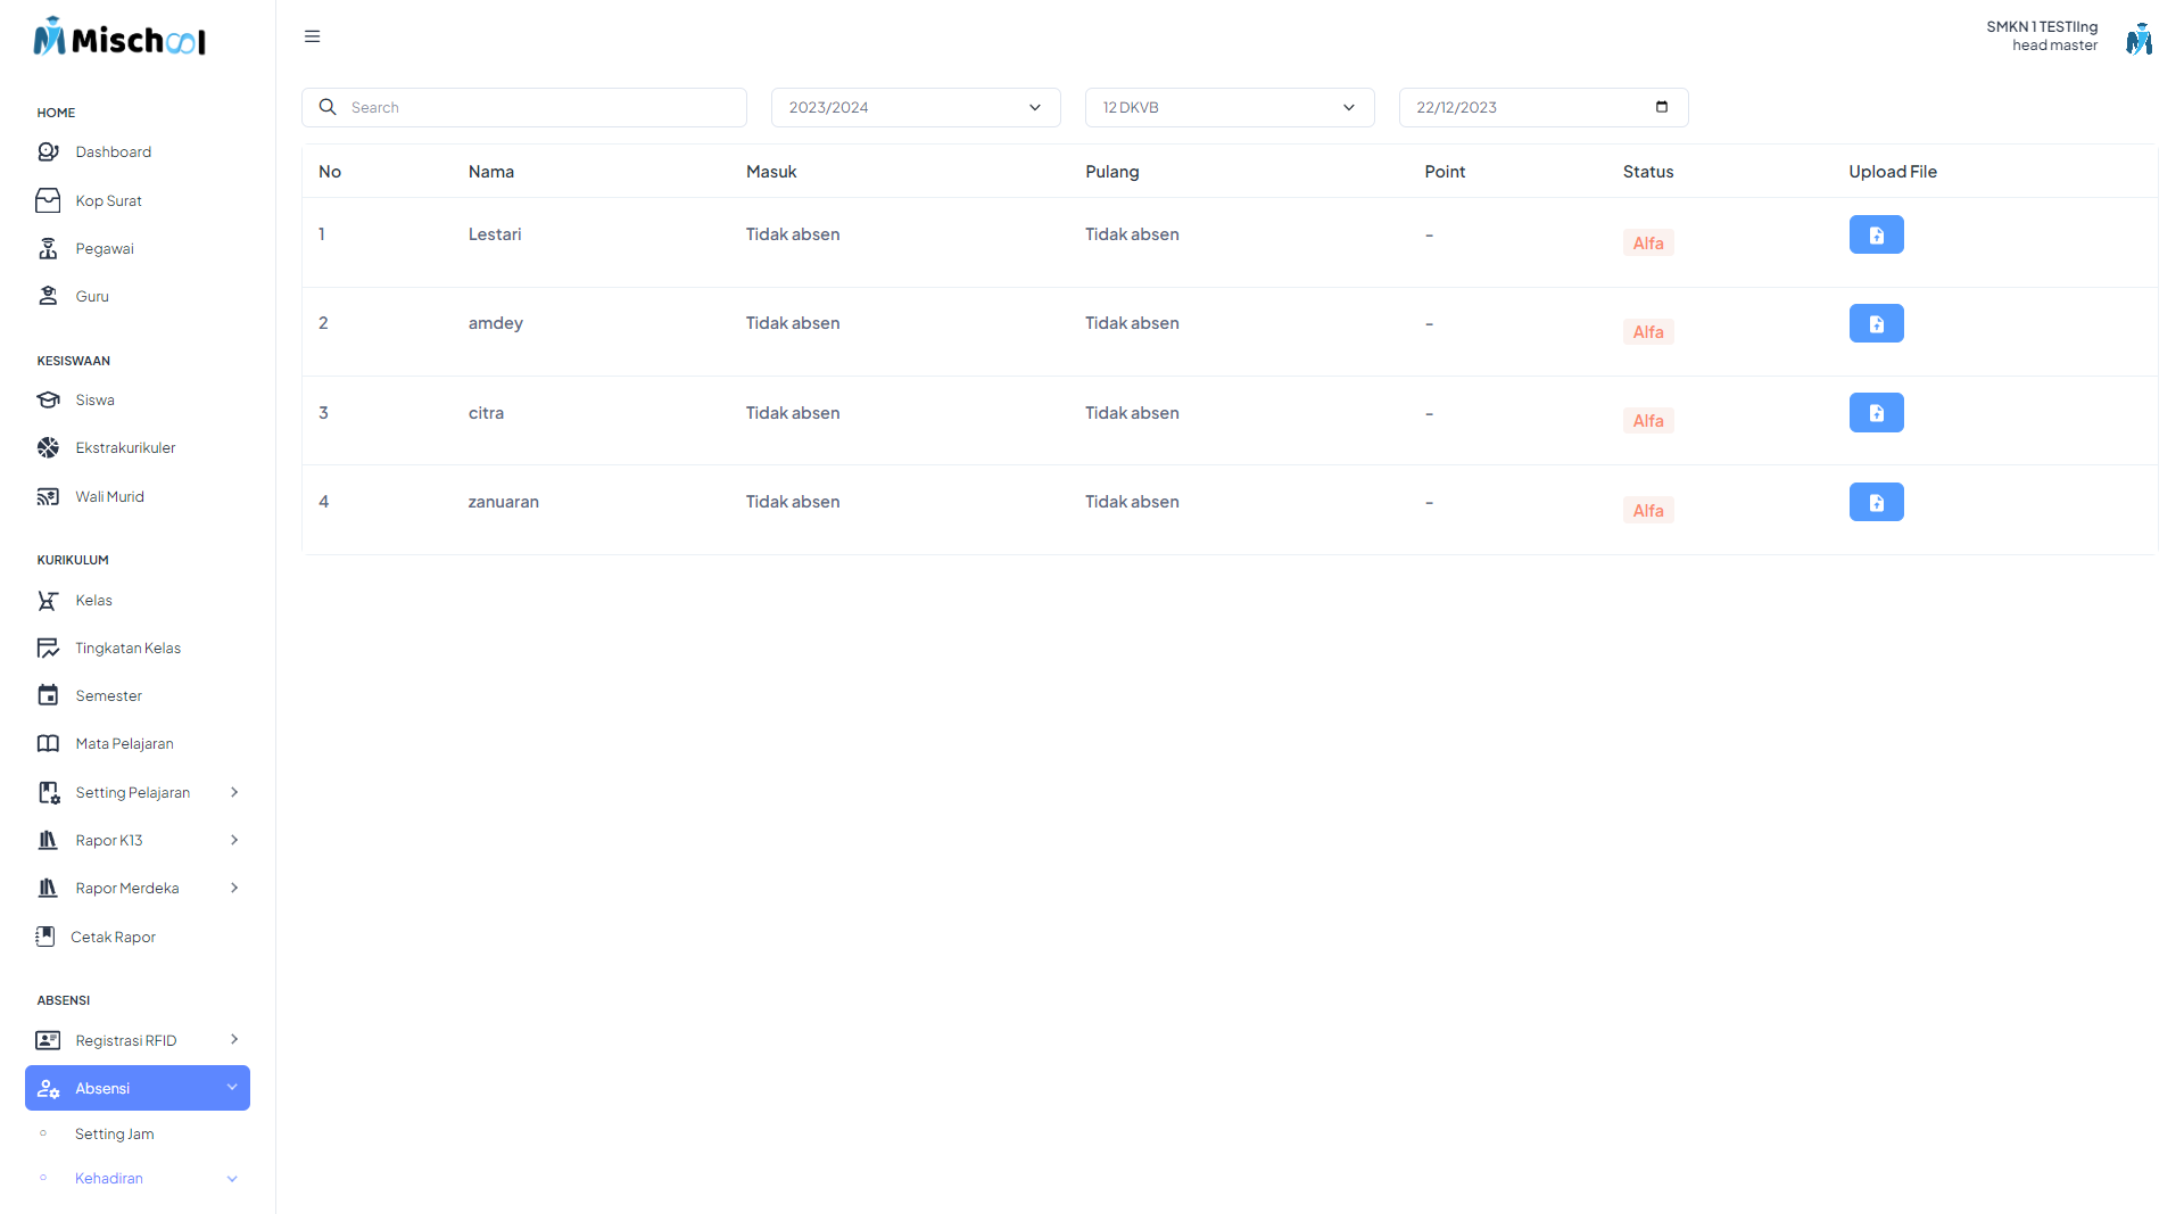 Mischool
SMKN 1 TESTIIng
head master
Search
2023/2024
12 DKVB
22/12/2023
HOME
Dashboard
Kop Surat
Pegawai
Guru
KESISWAAN
Siswa
Ekstrakurikuler
Wali Murid
KURIKULUM
Kelas
Tingkatan Kelas
Semester
Mata Pelajaran
Setting Pelajaran
Rapor K13
Rapor Merdeka
Cetak Rapor
ABSENSI
Registrasi RFID
Absensi
Setting Jam
Kehadiran
No Nama Masuk Pulang Point Status Upload File
1 Lestari Tidak absen Tidak absen - Alfa
2 amdey Tidak absen Tidak absen - Alfa
3 citra Tidak absen Tidak absen - Alfa
4 zanuaran Tidak absen Tidak absen - Alfa